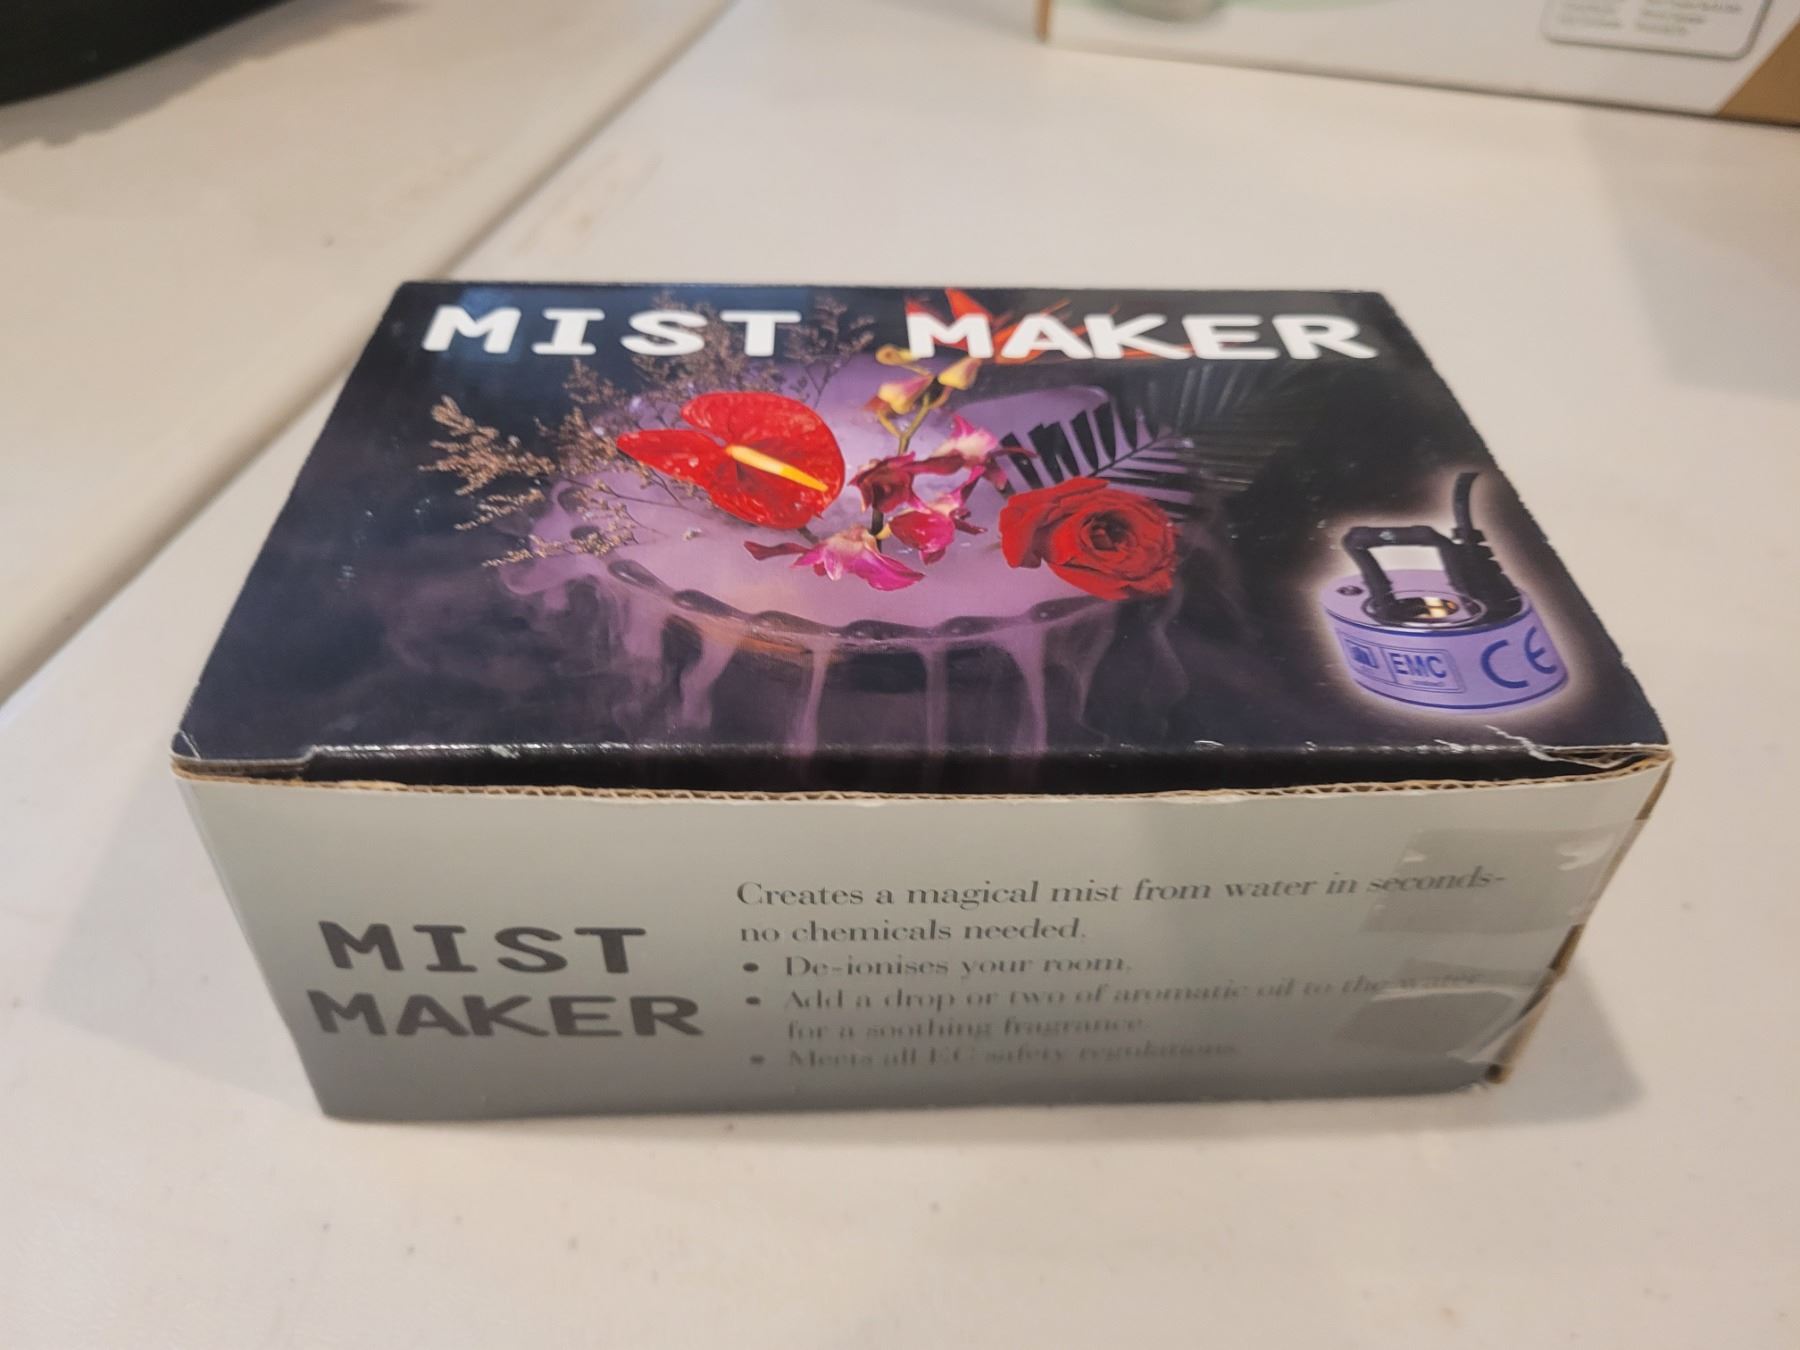 MIST MAKER
EMC
CE
MIST
MAKER
Creates a magical mist from water in seconds-
no chemicals needed.
• De-ionises your room.
• Add a drop or two of aromatic oil to the water
for a soothing fragrance.
• Meets all EC safety regulations.